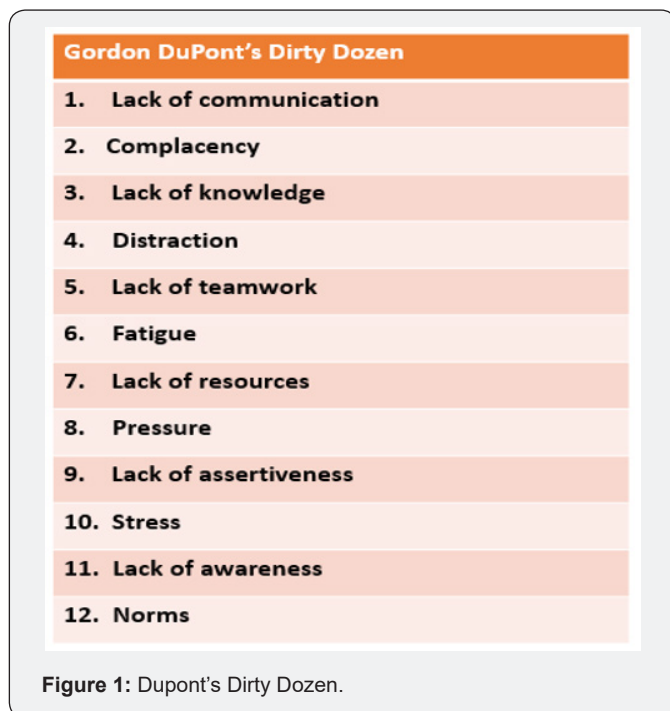 Gordon DuPont’s Dirty Dozen
1. Lack of communication
2. Complacency
3. Lack of knowledge
4. Distraction
5. Lack of teamwork
6. Fatigue
7. Lack of resources
8. Pressure
9. Lack of assertiveness
10. Stress
11. Lack of awareness
12. Norms
Figure 1: Dupont’s Dirty Dozen.